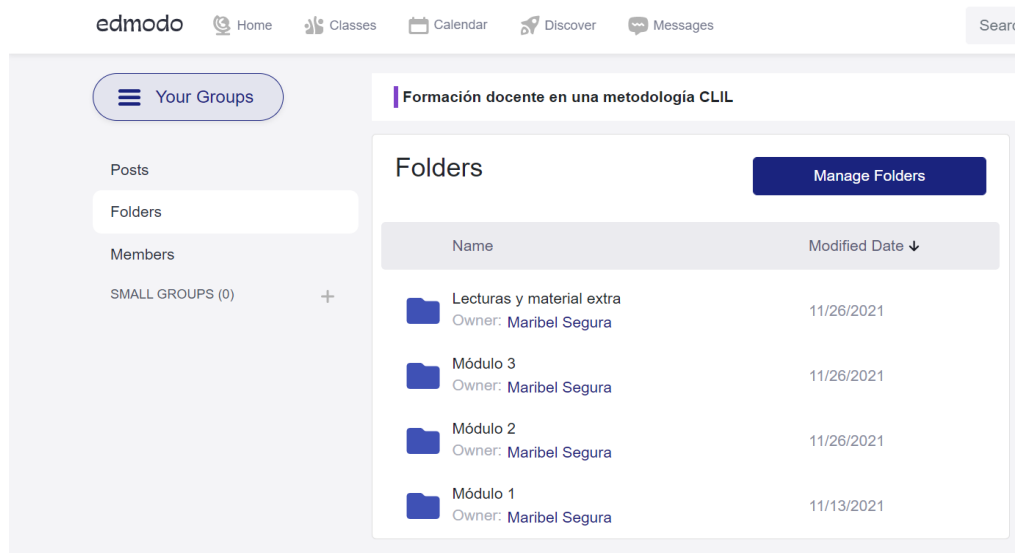 edmodo Home Classes Calendar Discover Messages
Your Groups
Formación docente en una metodología CLIL
Posts
Folders
Members
SMALL GROUPS (0) +
Folders
Manage Folders
Name Modified Date
Lecturas y material extra
Owner: Maribel Segura
11/26/2021
Módulo 3
Owner: Maribel Segura
11/26/2021
Módulo 2
Owner: Maribel Segura
11/26/2021
Módulo 1
Owner: Maribel Segura
11/13/2021